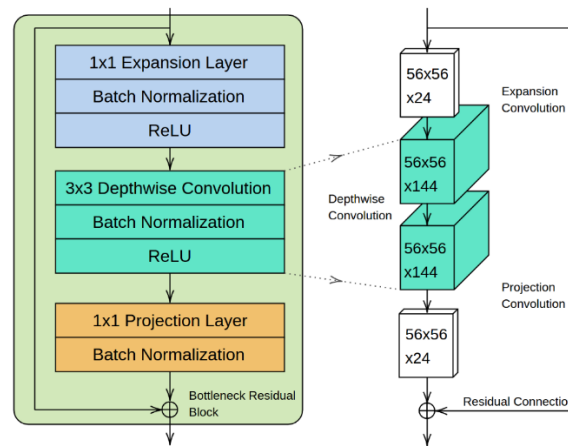 1x1 Expansion Layer
Batch Normalization
ReLU
3x3 Depthwise Convolution
Batch Normalization
ReLU
1x1 Projection Layer
Batch Normalization
Bottleneck Residual
Block
56x56
x24
Expansion
Convolution
56x56
x144
Depthwise
Convolution
56x56
x144
Projection
Convolution
56x56
x24
Residual Connectio